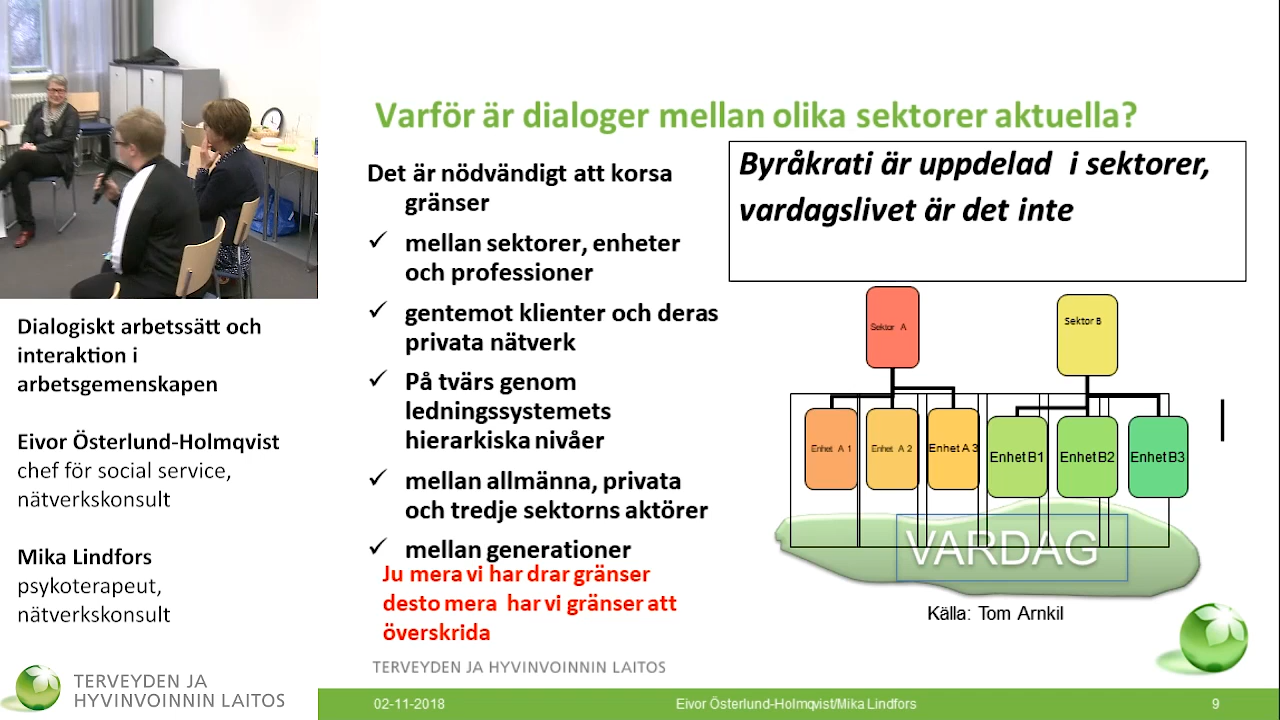 Dialogiskt arbetssätt och
interaktion i
arbetsgemenskapen
Eivor Österlund-Holmqvist
chef för social service,
nätverkskonsult
Mika Lindfors
psykoterapeut,
nätverkskonsult
TERVEYDEN JA
HYVINVOINNIN LAITOS
Varför är dialoger mellan olika sektorer aktuella?
Det är nödvändigt att korsa
gränser
✓ mellan sektorer, enheter
och professioner
✓ gentemot klienter och deras
privata nätverk
✓ På tvärs genom
ledningssystemets
hierarkiska nivåer
✓ mellan allmänna, privata
och tredje sektorns aktörer
✓ mellan generationer
Ju mera vi har drar gränser
desto mera har vi gränser att
överskrida
Byråkrati är uppdelad i sektorer,
vardagslivet är det inte
Sektor A
Sektor B
Enhet A 1
Enhet A 2
Enhet A 3
Enhet B1
Enhet B2
Enhet B3
VARDAG
Källa: Tom Arnkil
TERVEYDEN JA HYVINVOINNIN LAITOS
02-11-2018
Eivor Österlund-Holmqvist/Mika Lindfors
9